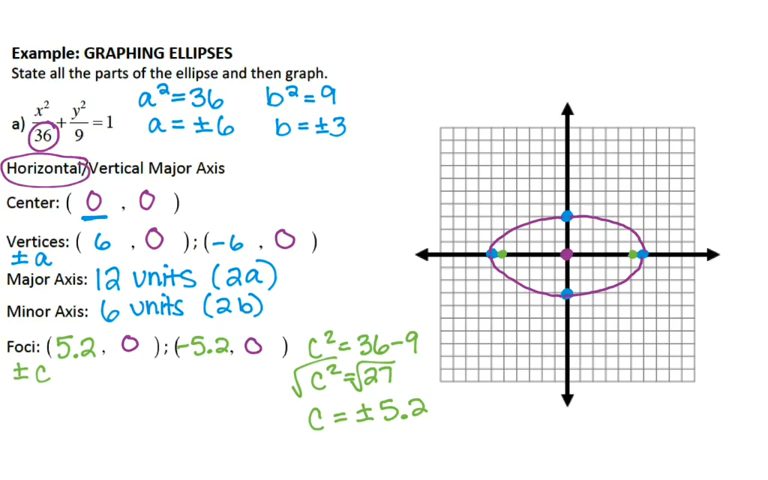 Example: GRAPHING ELLIPSES
State all the parts of the ellipse and then graph.
a) x²/36 + y²/9 = 1
a² = 36 b² = 9
a = ±6 b = ±3
Horizontal/Vertical Major Axis
Center: ( 0 , 0 )
Vertices: ( 6 , 0 ); (-6 , 0 )
± a
Major Axis: 12 units (2a)
Minor Axis: 6 units (2b)
Foci: (5.2 , 0 ); (-5.2, 0 )
± c
c² = 36 - 9
√c² = √27
c = ± 5.2